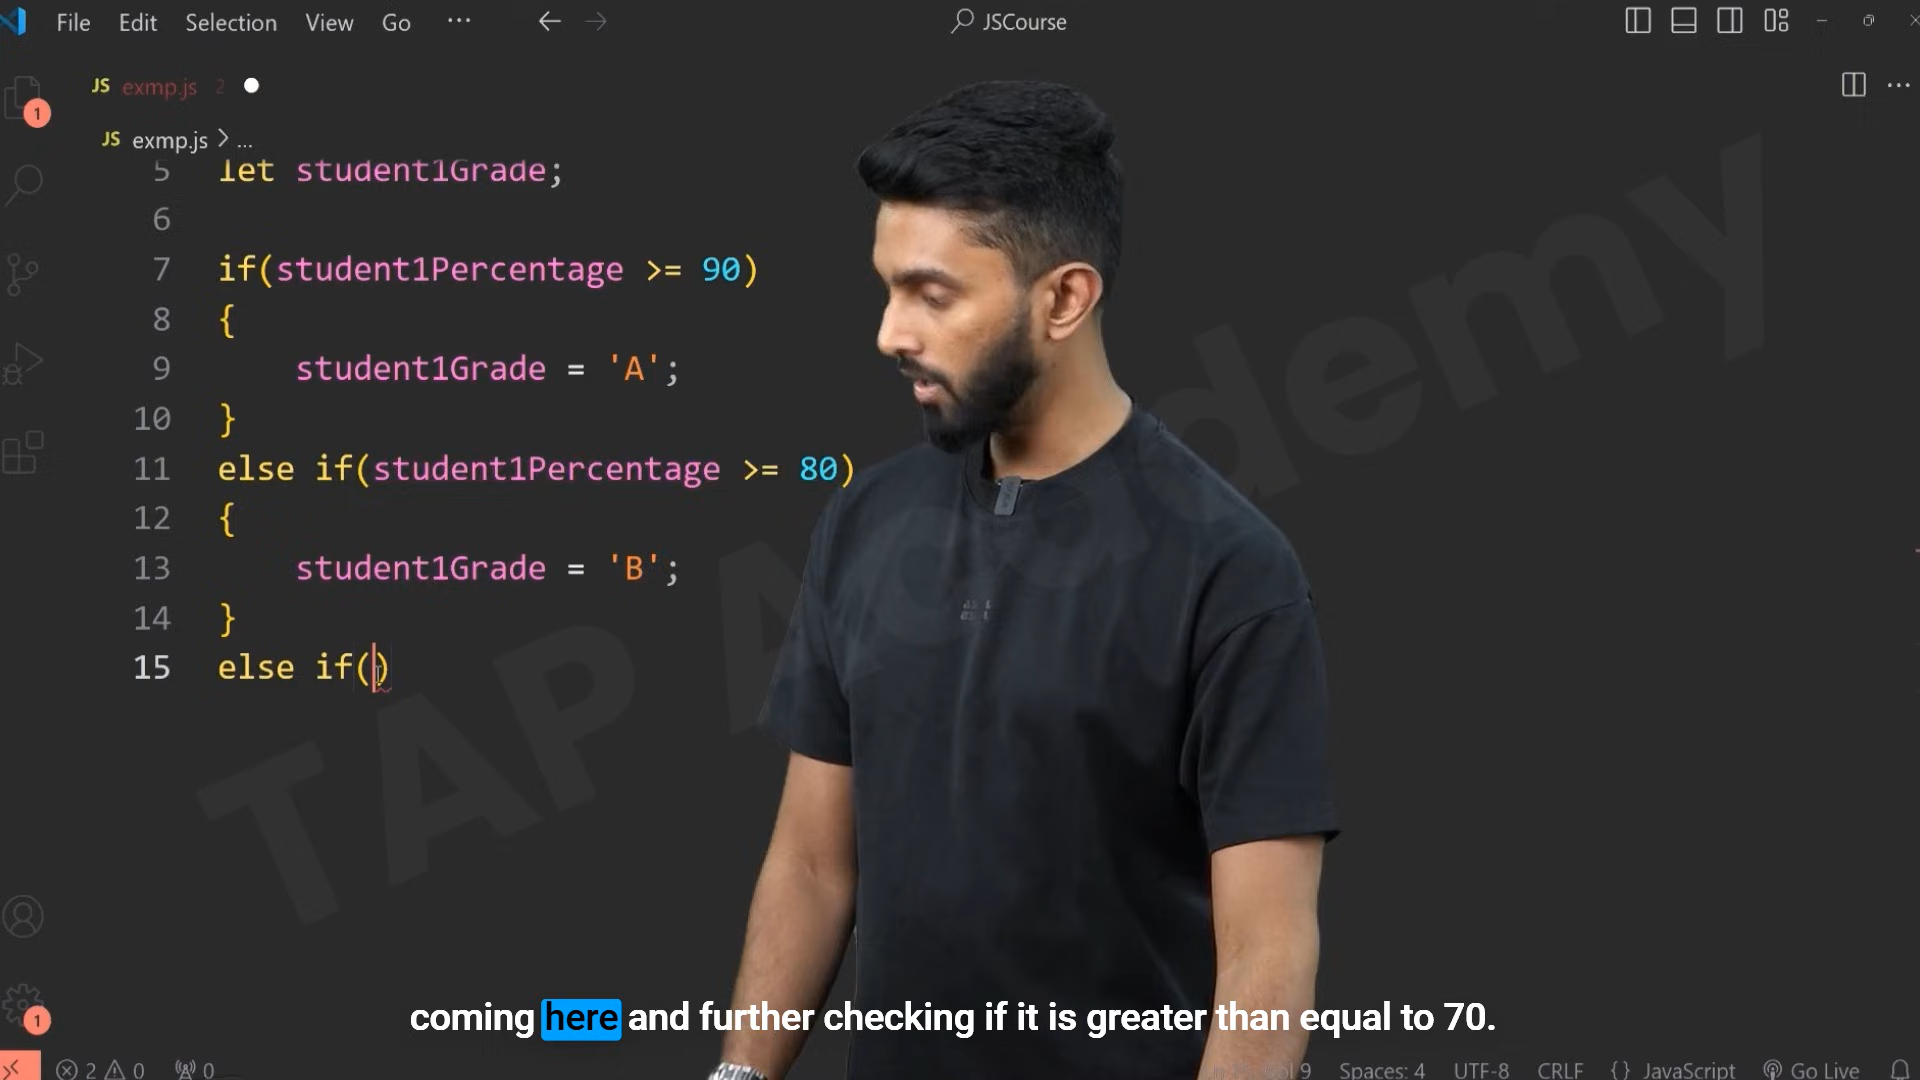 File Edit Selection View Go ... JSCourse
JS exmp.js 2
JS exmp.js > ...
5 let student1Grade;
6
7 if(student1Percentage >= 90)
8 {
9 student1Grade = 'A';
10 }
11 else if(student1Percentage >= 80)
12 {
13 student1Grade = 'B';
14 }
15 else if()
TAP Academy
1
coming here and further checking if it is greater than equal to 70.
1
2 0 0 9 Spaces: 4 UTF-8 CRLF {} JavaScript Go Live